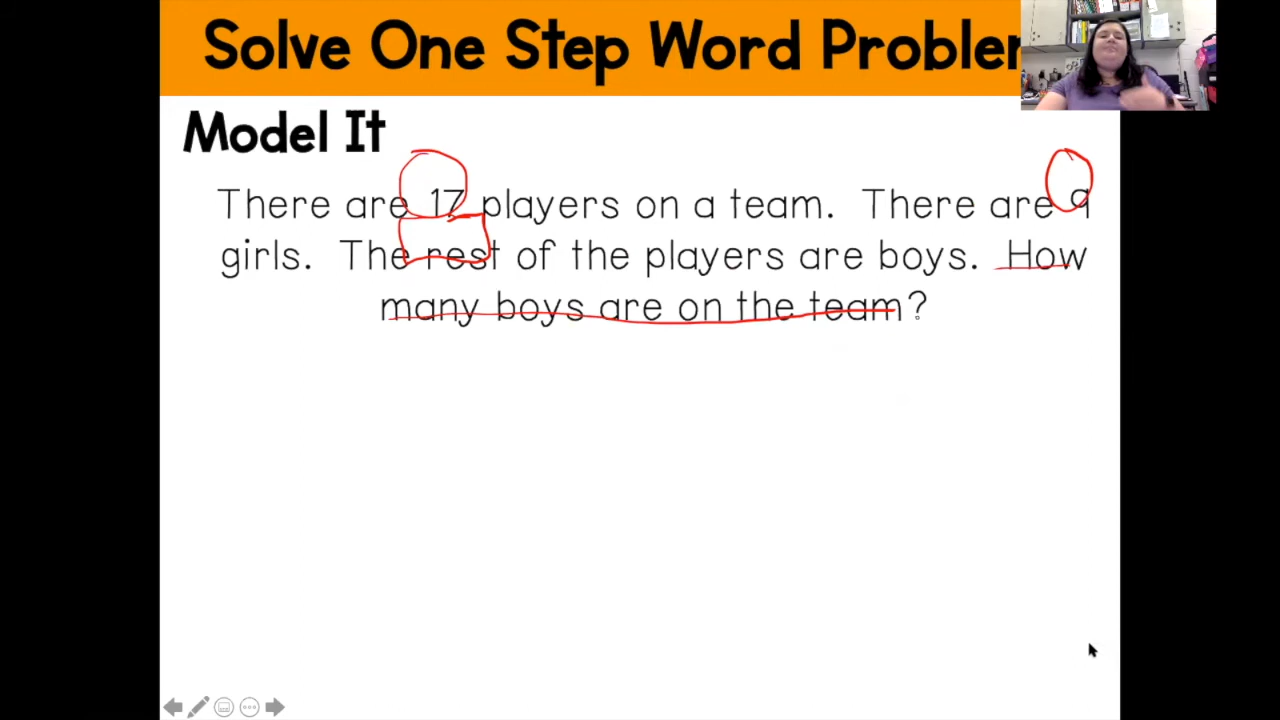 Solve One Step Word Problem
Model It
There are 17 players on a team. There are 9
girls. The rest of the players are boys. How
many boys are on the team?